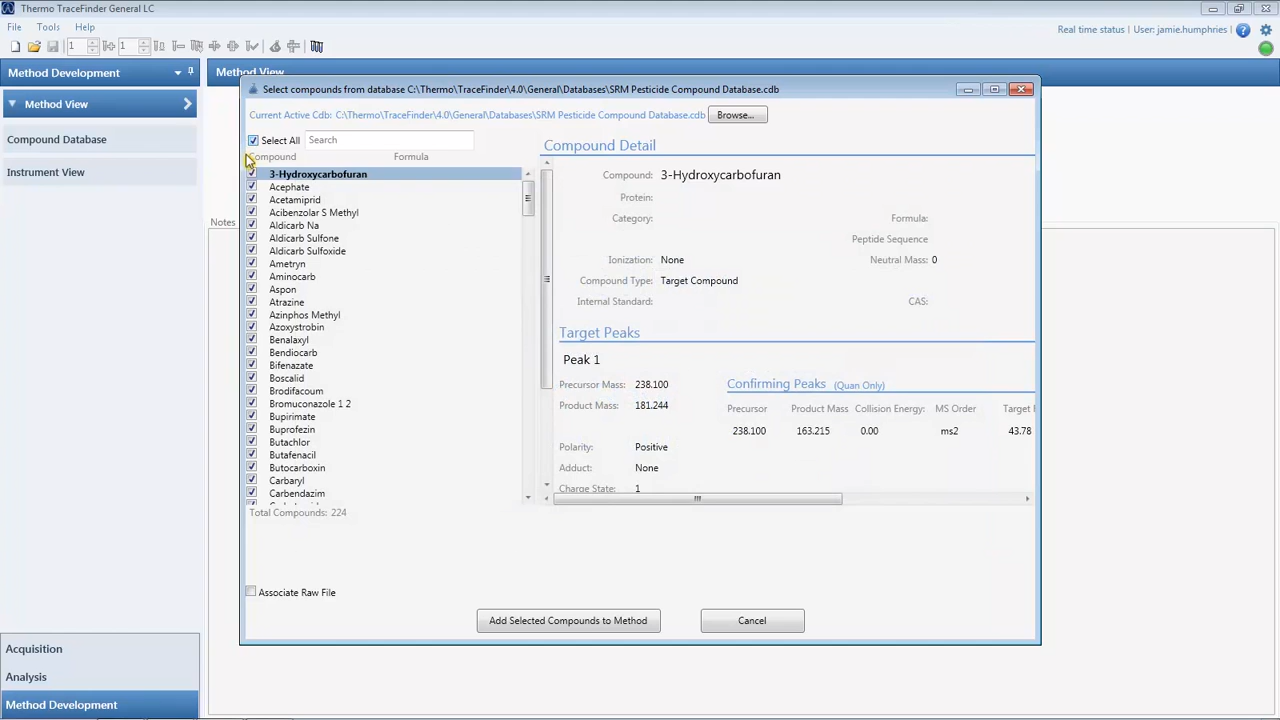 Thermo TraceFinder General LC
File Tools Help
Real time status | User: jamie.humphries
1 1
Method Development
Method View
Method View
Compound Database
Instrument View
Notes
Select compounds from database C:\Thermo\TraceFinder\4.0\General\Databases\SRM Pesticide Compound Database.cdb
Current Active Cdb: C:\Thermo\TraceFinder\4.0\General\Databases\SRM Pesticide Compound Database.cdb Browse...
Select All Search
Compound Formula
3-Hydroxycarbofuran
Acephate
Acetamiprid
Acibenzolar S Methyl
Aldicarb Na
Aldicarb Sulfone
Aldicarb Sulfoxide
Ametryn
Aminocarb
Aspon
Atrazine
Azinphos Methyl
Azoxystrobin
Benalaxyl
Bendiocarb
Bifenazate
Boscalid
Brodifacoum
Bromuconazole 1 2
Bupirimate
Buprofezin
Butachlor
Butafenacil
Butocarboxin
Carbaryl
Carbendazim
Total Compounds: 224
Associate Raw File
Compound Detail
Compound: 3-Hydroxycarbofuran
Protein:
Category: Formula:
Peptide Sequence
Ionization: None Neutral Mass: 0
Compound Type: Target Compound
Internal Standard: CAS:
Target Peaks
Peak 1
Precursor Mass: 238.100
Product Mass: 181.244
Confirming Peaks (Quan Only)
Precursor Product Mass Collision Energy: MS Order Target
238.100 163.215 0.00 ms2 43.78
Polarity: Positive
Adduct: None
Charge State: 1
Add Selected Compounds to Method Cancel
Acquisition
Analysis
Method Development